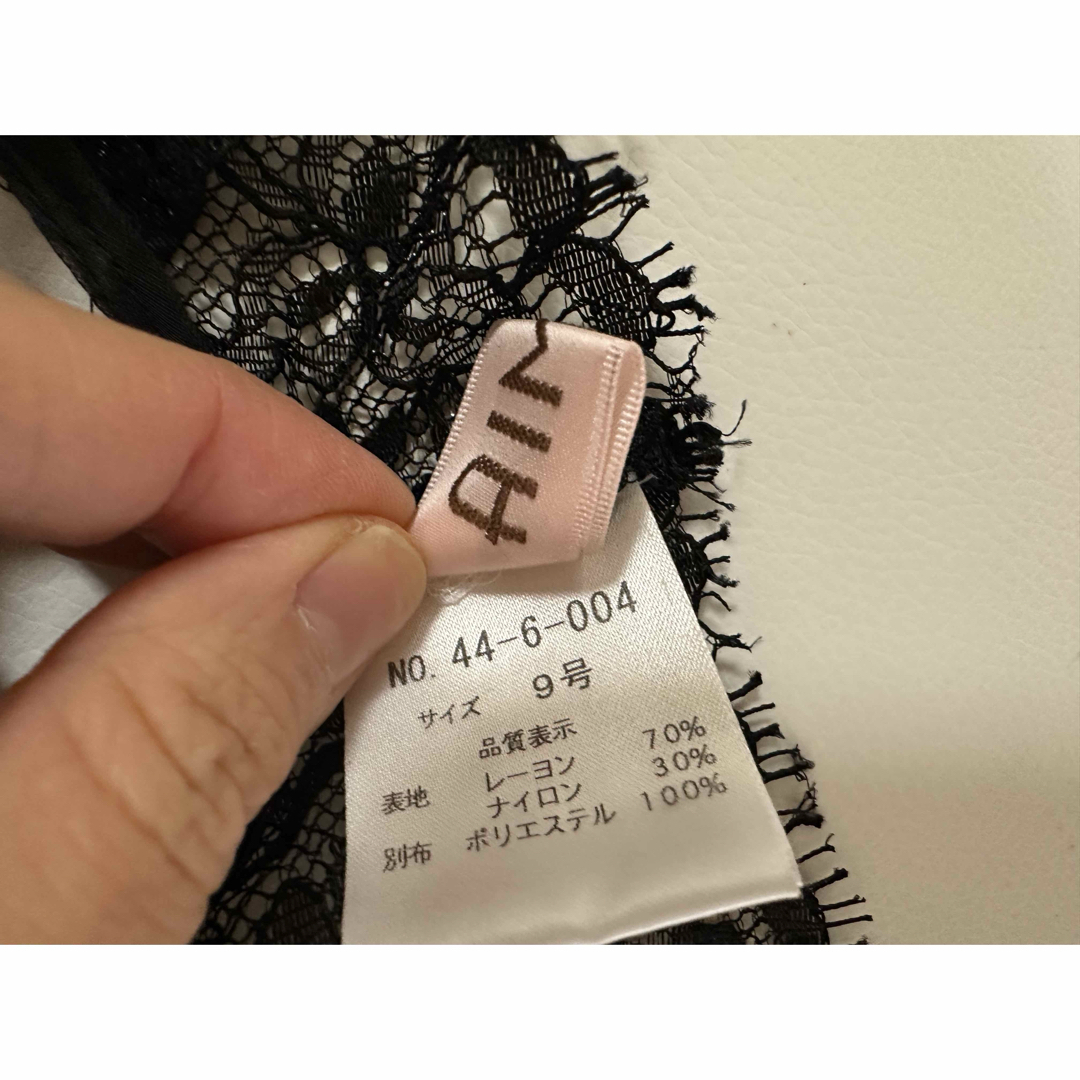 NO. 44-6-004
サイズ 9号
品質表示
表地 レーヨン 70%
ナイロン 30%
別布 ポリエステル 100%